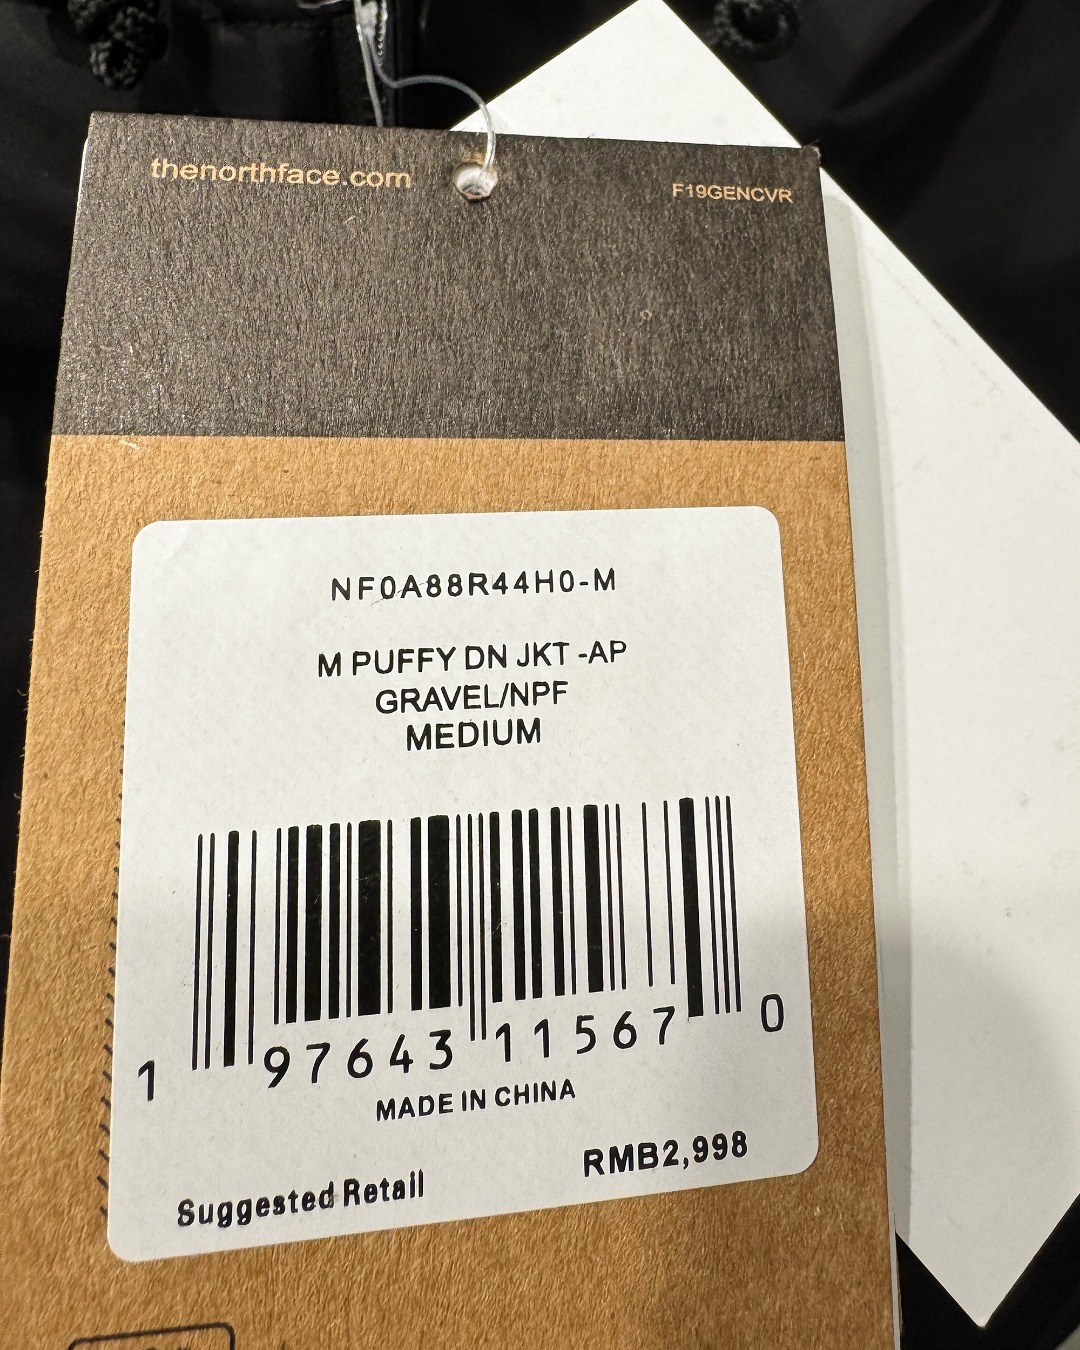 thenorthface.com
F19GENCVR
NF0A88R44H0-M
M PUFFY DN JKT -AP
GRAVEL/NPF
MEDIUM
1 97643 11567 0
MADE IN CHINA
Suggested Retail RMB2,998